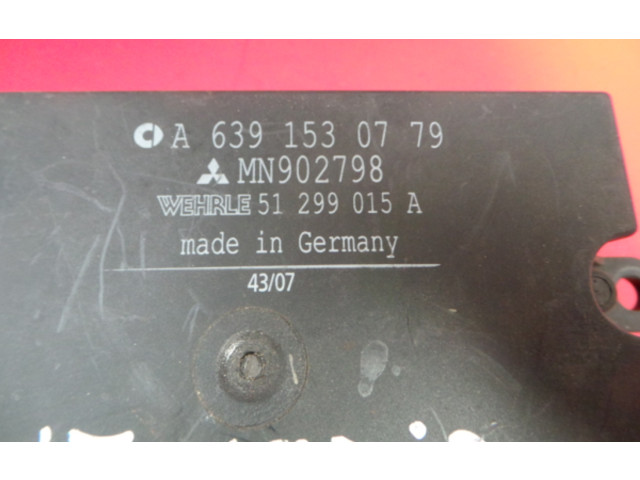 A 639 153 07 79
MN902798
WEHRLE 51 299 015 A
made in Germany
43/07